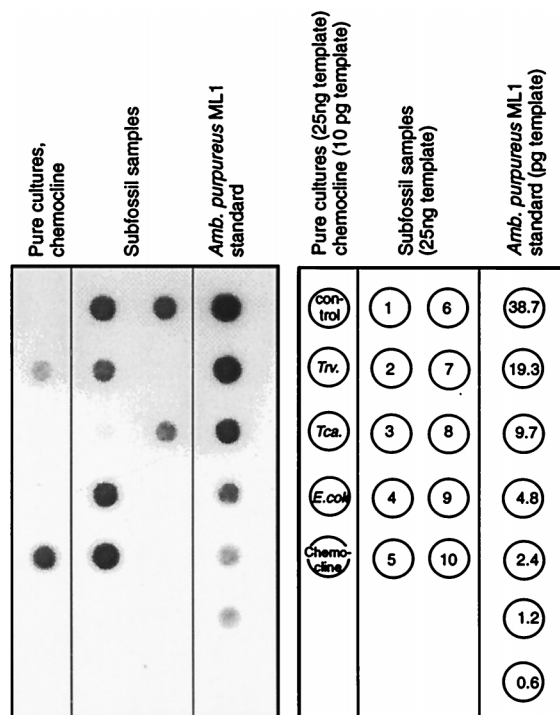 Pure cultures,
chemocline
Subfossil samples
Amb. purpureus ML1
standard
Pure cultures (25ng template)
chemocline (10 pg template)
Subfossil samples
(25ng template)
Amb. purpureus ML1
standard (pg template)
con-
trol
1
6
38.7
Trv.
2
7
19.3
Tca.
3
8
9.7
E.coli
4
9
4.8
Chemo-
cline
5
10
2.4
1.2
0.6